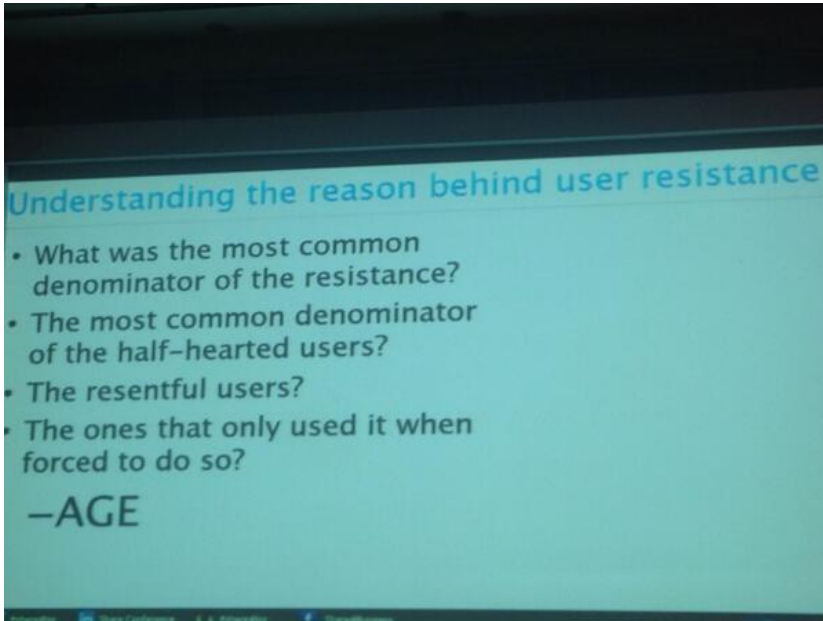 Understanding the reason behind user resistance
• What was the most common
denominator of the resistance?
• The most common denominator
of the half-hearted users?
• The resentful users?
• The ones that only used it when
forced to do so?
–AGE